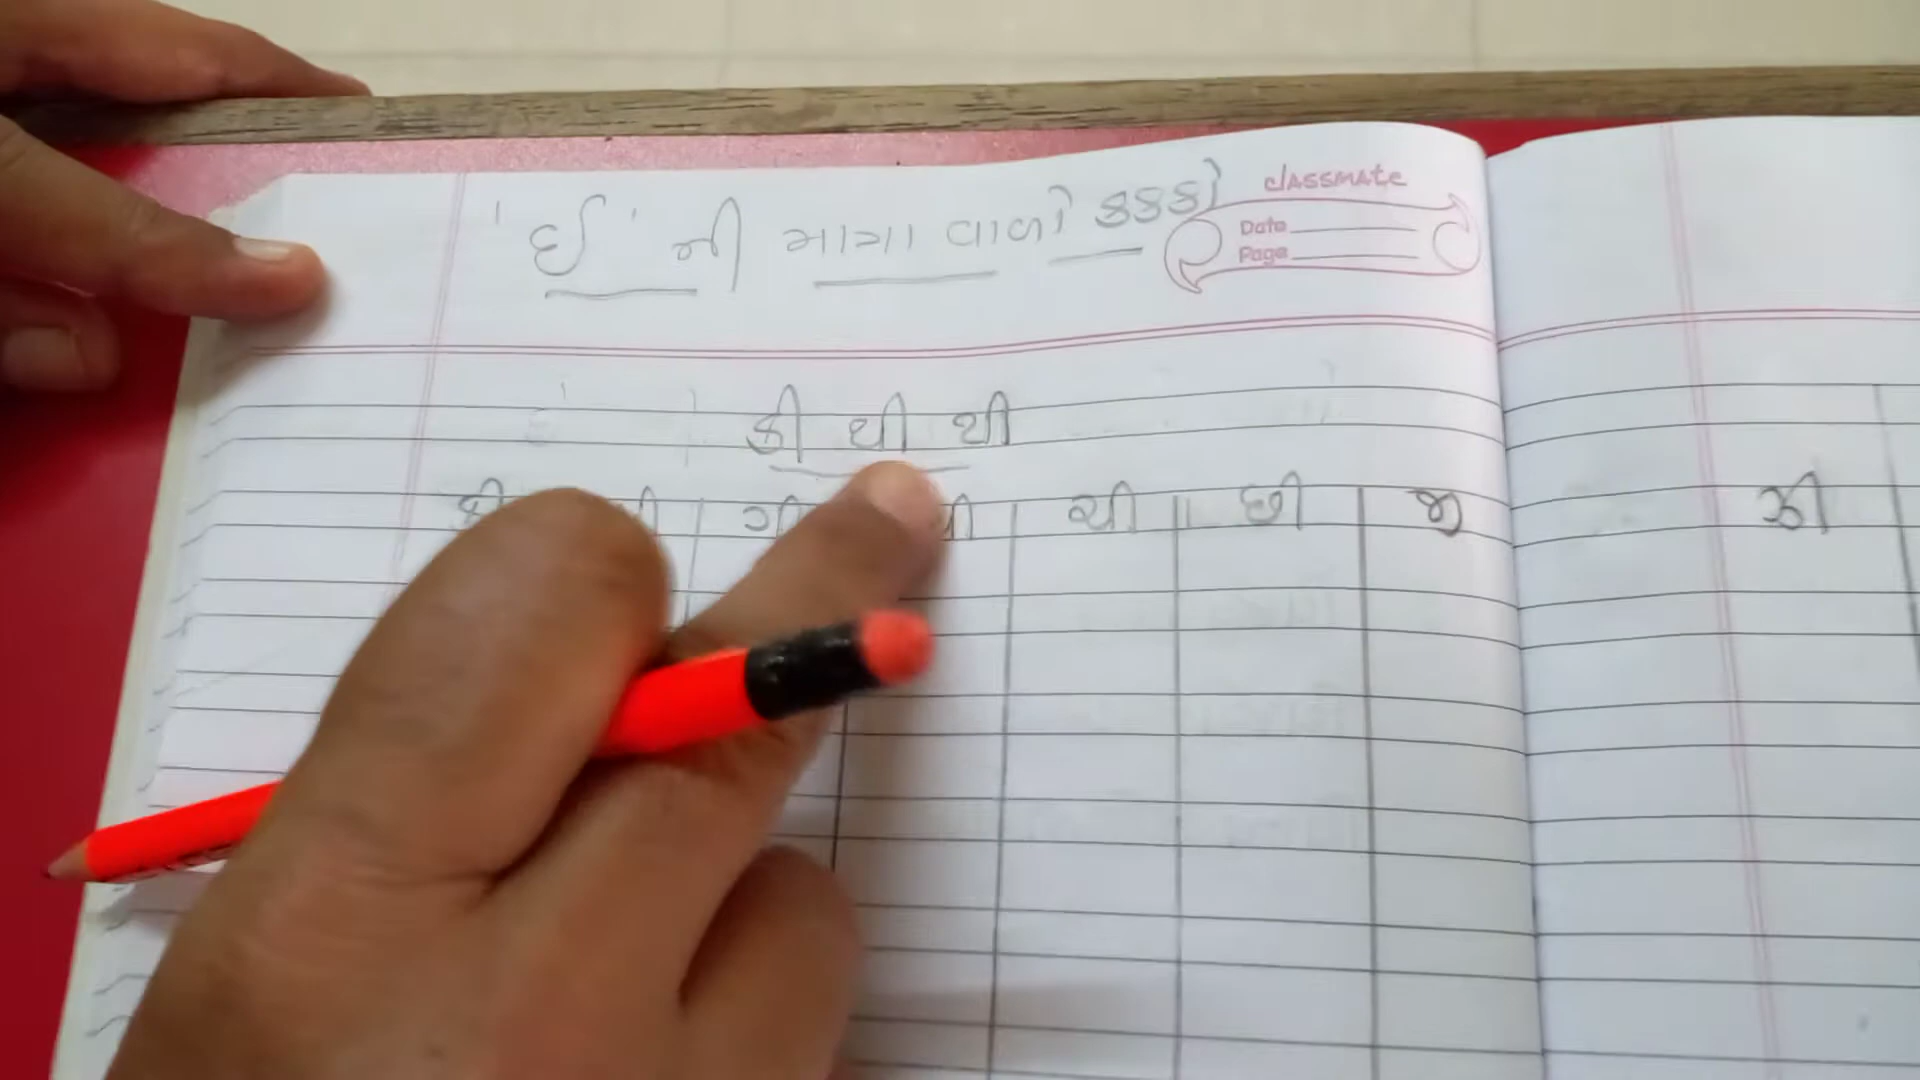 'ઈ' ની માત્રા વાળો કક્કો
classmate
Date
Page
કી થી થી
કી ગી ચી છી જી ઝી